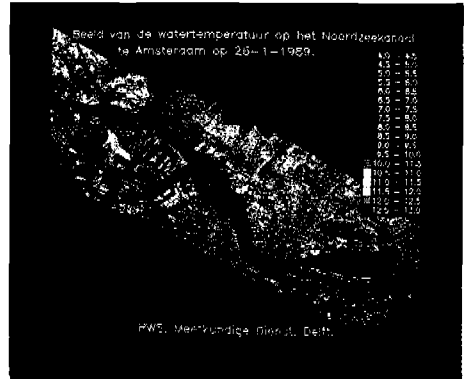 Beeld van de watertemperatuur op het Noordzeekanaal
te Amsterdam op 26-1-1989.
4.0 - 4.5
4.5 - 5.0
5.0 - 5.5
5.5 - 6.0
6.0 - 6.5
6.5 - 7.0
7.0 - 7.5
7.5 - 8.0
8.0 - 8.5
8.5 - 9.0
9.0 - 9.5
9.5 - 10.0
10.0 - 10.5
10.5 - 11.0
11.0 - 11.5
11.5 - 12.0
12.0 - 12.5
12.5 - 13.0
RWS, Meetkundige Dienst, Delft.